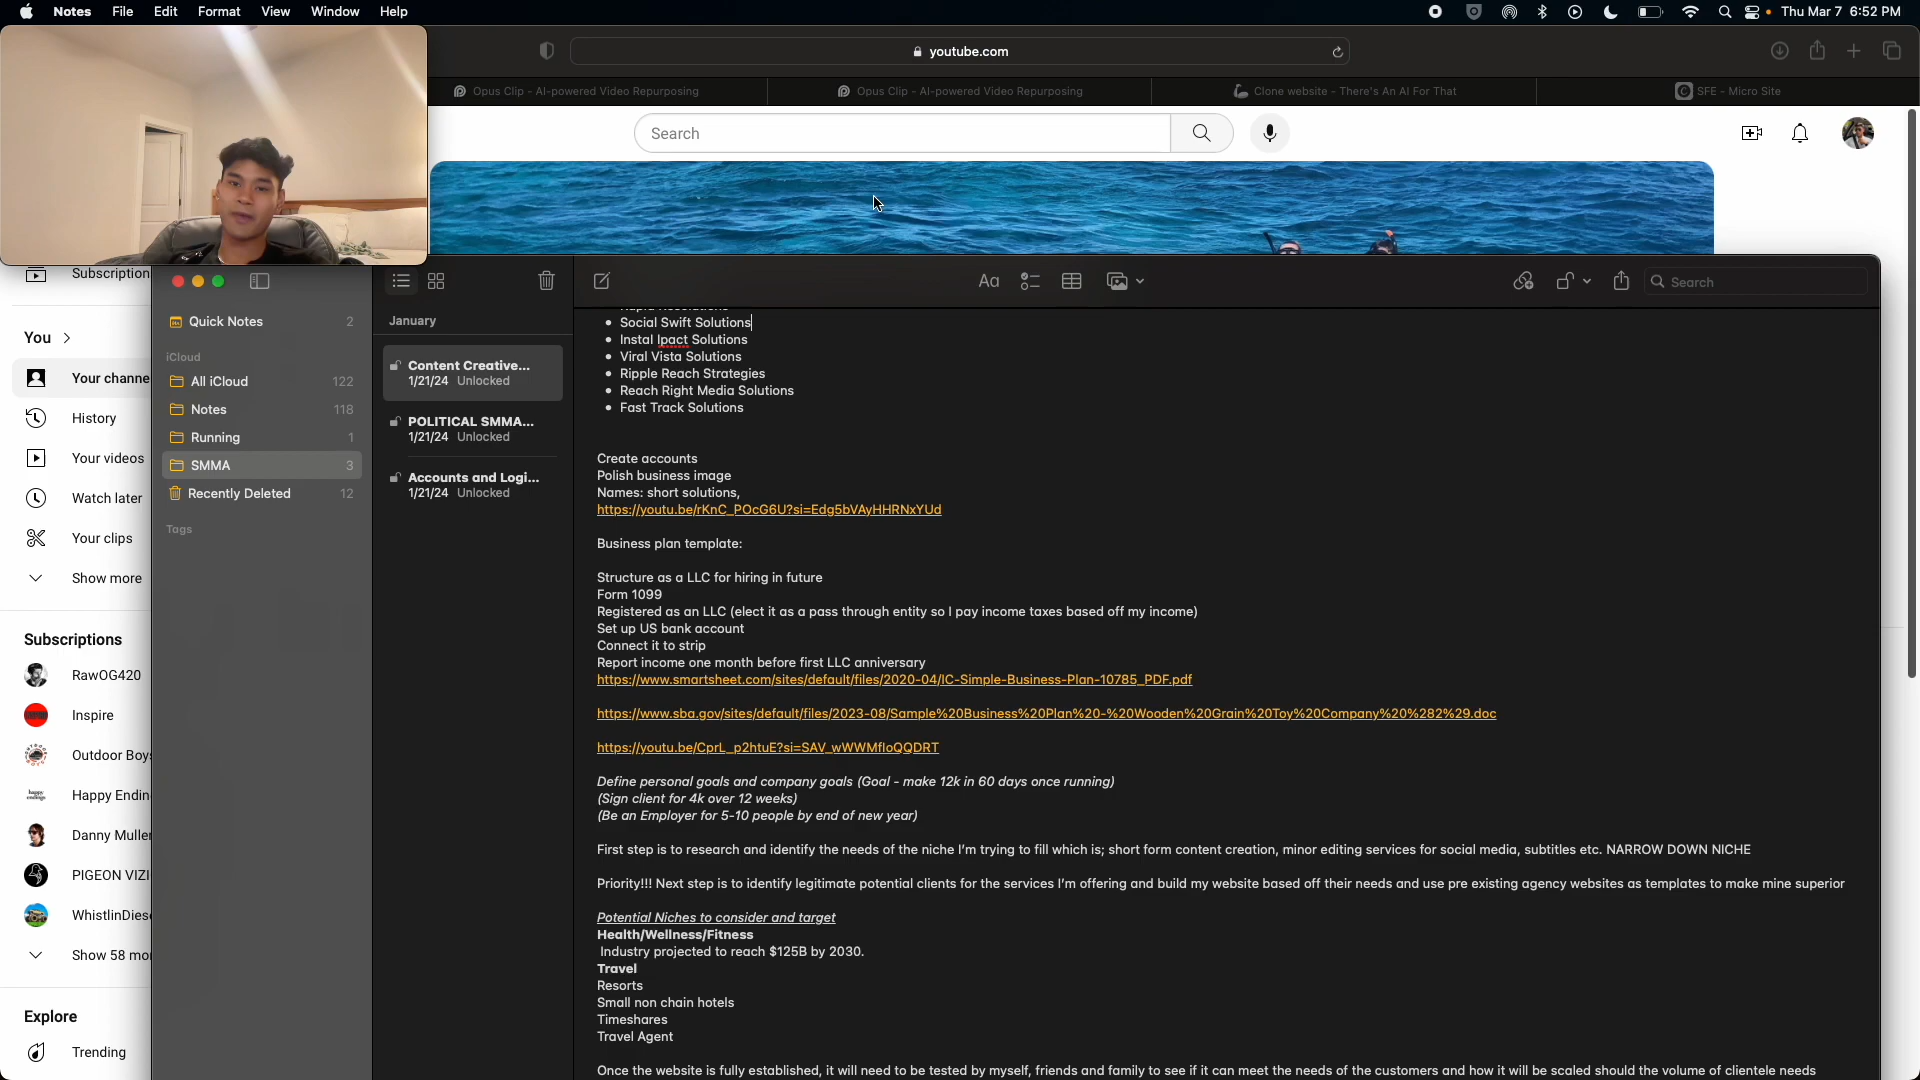 Notes File Edit Format View Window Help
Thu Mar 7 6:52 PM
youtube.com
Opus Clip - AI-powered Video Repurposing
Opus Clip - AI-powered Video Repurposing
Clone website - There's An AI For That
SFE - Micro Site
Search
Subscription
You
Your channe
History
Your videos
Watch later
Your clips
Show more
Subscriptions
RawOG420
Inspire
Outdoor Boys
Happy Endin
Danny Muller
PIGEON VIZI
WhistlinDiese
Show 58 mor
Explore
Trending
Quick Notes 2
iCloud
All iCloud 122
Notes 118
Running 1
SMMA 3
Recently Deleted 12
Tags
January
Content Creative...
1/21/24 Unlocked
POLITICAL SMMA...
1/21/24 Unlocked
Accounts and Logi...
1/21/24 Unlocked
Aa
Search
• Social Swift Solutions
• Instal Ipact Solutions
• Viral Vista Solutions
• Ripple Reach Strategies
• Reach Right Media Solutions
• Fast Track Solutions
Create accounts
Polish business image
Names: short solutions,
https://youtu.be/rKnC_POcG6U?si=Edg5bVAyHHRNxYUd
Business plan template:
Structure as a LLC for hiring in future
Form 1099
Registered as an LLC (elect it as a pass through entity so I pay income taxes based off my income)
Set up US bank account
Connect it to strip
Report income one month before first LLC anniversary
https://www.smartsheet.com/sites/default/files/2020-04/IC-Simple-Business-Plan-10785_PDF.pdf
https://www.sba.gov/sites/default/files/2023-08/Sample%20Business%20Plan%20-%20Wooden%20Grain%20Toy%20Company%20%282%29.doc
https://youtu.be/CprL_p2htuE?si=SAV_wWWMfloQQDRT
Define personal goals and company goals (Goal - make 12k in 60 days once running)
(Sign client for 4k over 12 weeks)
(Be an Employer for 5-10 people by end of new year)
First step is to research and identify the needs of the niche I'm trying to fill which is; short form content creation, minor editing services for social media, subtitles etc. NARROW DOWN NICHE
Priority!!! Next step is to identify legitimate potential clients for the services I'm offering and build my website based off their needs and use pre existing agency websites as templates to make mine superior
Potential Niches to consider and target
Health/Wellness/Fitness
Industry projected to reach $125B by 2030.
Travel
Resorts
Small non chain hotels
Timeshares
Travel Agent
Once the website is fully established, it will need to be tested by myself, friends and family to see if it can meet the needs of the customers and how it will be scaled should the volume of clientele needs